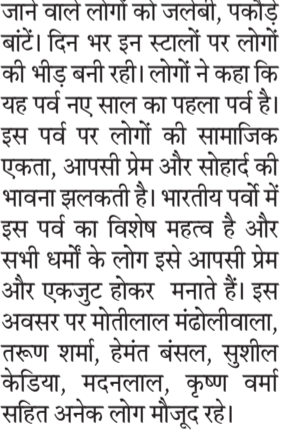 जाने वाले लोगों को जलेबी, पकौड़े
बांटें। दिन भर इन स्टालों पर लोगों
की भीड़ बनी रही। लोगों ने कहा कि
यह पर्व नए साल का पहला पर्व है।
इस पर्व पर लोगों की सामाजिक
एकता, आपसी प्रेम और सोहार्द की
भावना झलकती है। भारतीय पर्वो में
इस पर्व का विशेष महत्व है और
सभी धर्मों के लोग इसे आपसी प्रेम
और एकजुट होकर मनाते हैं। इस
अवसर पर मोतीलाल मंढोलीवाला,
तरूण शर्मा, हेमंत बंसल, सुशील
केडिया, मदनलाल, कृष्ण वर्मा
सहित अनेक लोग मौजूद रहे।